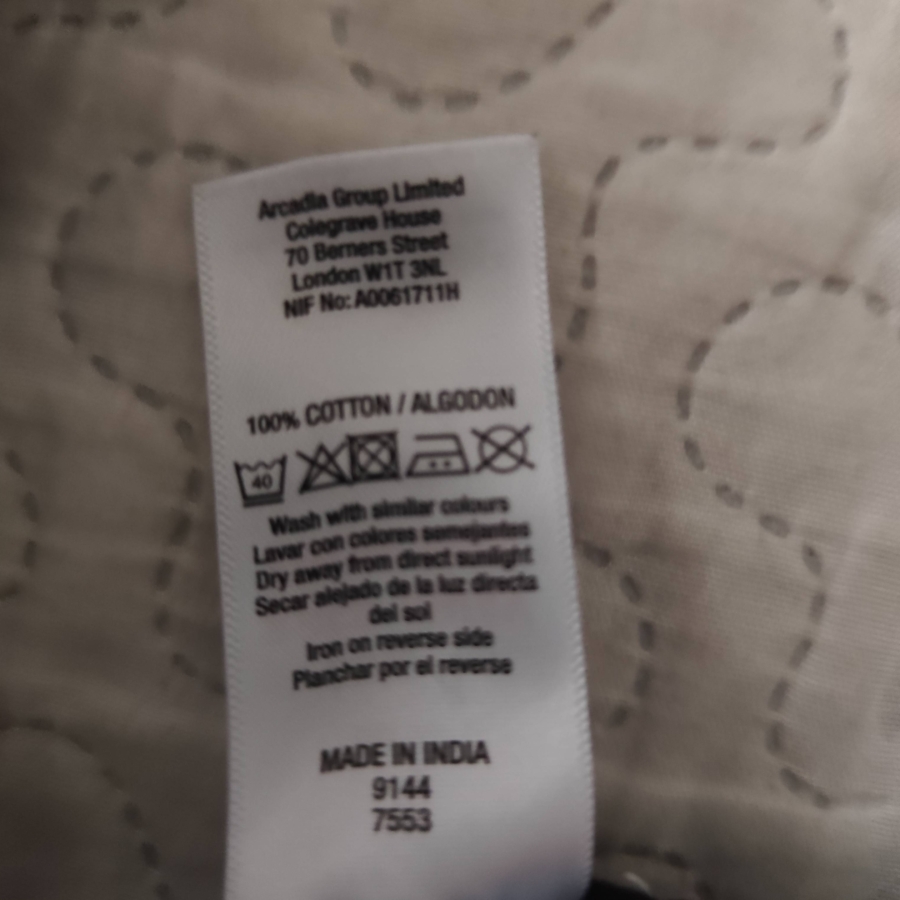 Arcadia Group Limited
Colegrave House
70 Berners Street
London W1T 3NL
NIF No: A0061711H
100% COTTON / ALGODON
40
Wash with similar colours
Lavar con colores semejantes
Dry away from direct sunlight
Secar alejado de la luz directa
del sol
Iron on reverse side
Planchar por el reverse
MADE IN INDIA
9144
7553